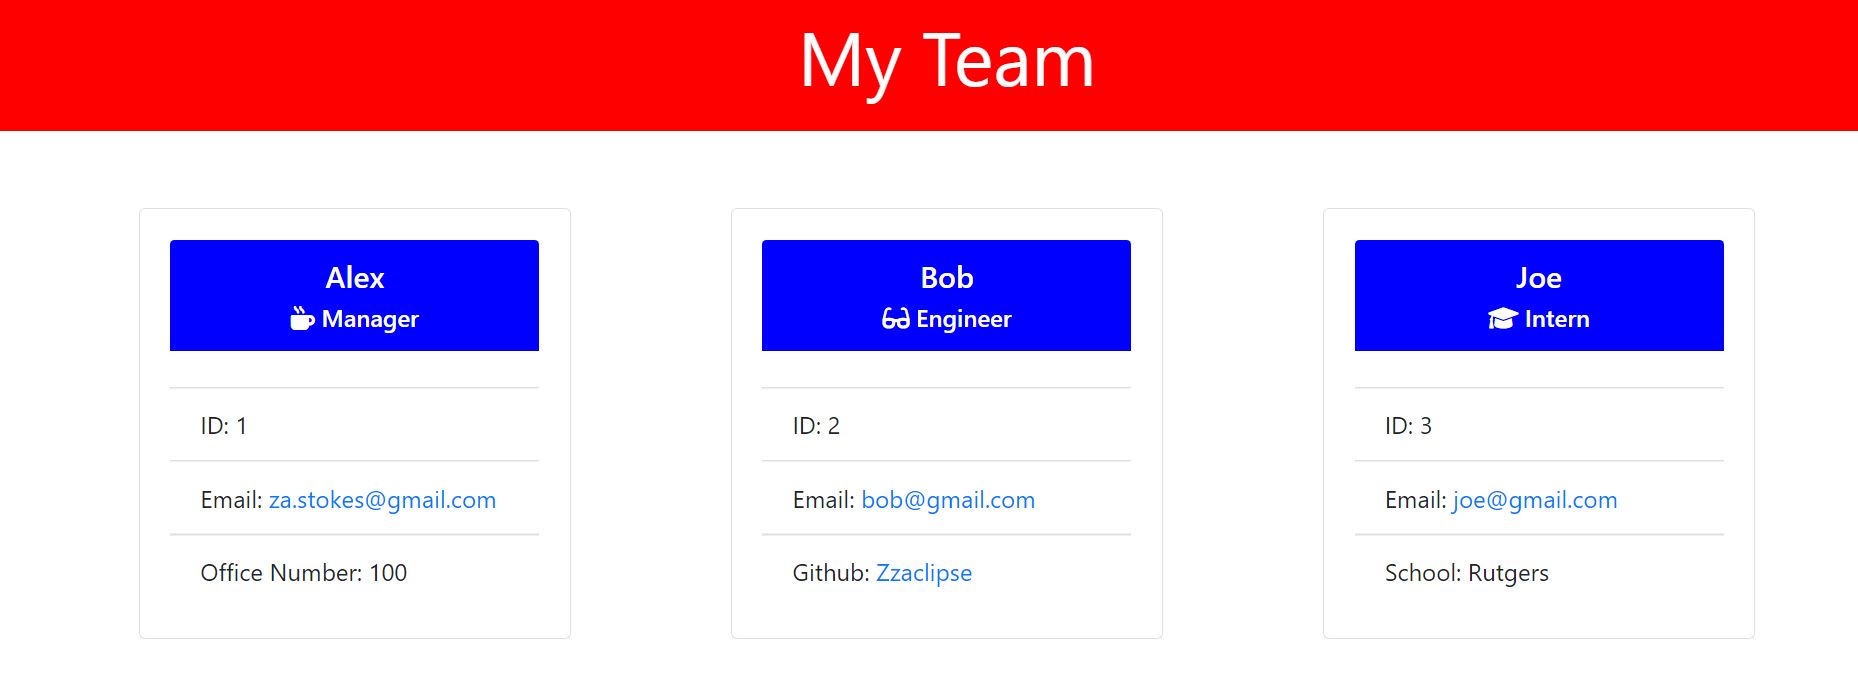 My Team
Alex
Manager
ID: 1
Email: za.stokes@gmail.com
Office Number: 100
Bob
Engineer
ID: 2
Email: bob@gmail.com
Github: Zzaclipse
Joe
Intern
ID: 3
Email: joe@gmail.com
School: Rutgers